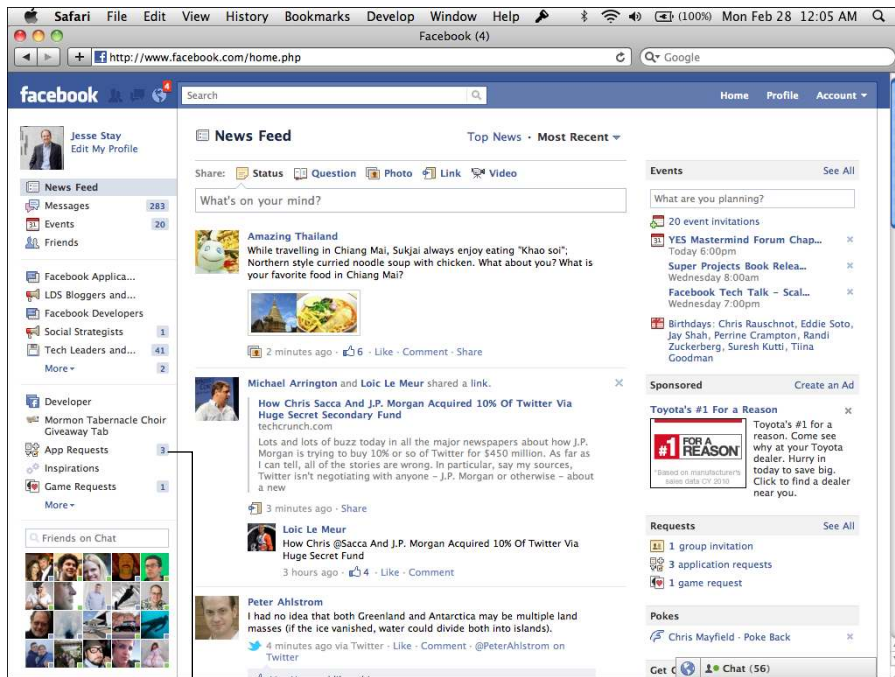 Safari File Edit View History Bookmarks Develop Window Help (100%) Mon Feb 28 12:05 AM
Facebook (4)
http://www.facebook.com/home.php
Google
facebook
4
Search
Home Profile Account
Jesse Stay
Edit My Profile
News Feed
Messages 283
Events 20
Friends
Facebook Applica...
LDS Bloggers and...
Facebook Developers
Social Strategists 1
Tech Leaders and... 41
More 2
Developer
Mormon Tabernacle Choir
Giveaway Tab
App Requests 3
Inspirations
Game Requests 1
More
Friends on Chat
News Feed
Top News · Most Recent
Share: Status Question Photo Link Video
What's on your mind?
Amazing Thailand
While travelling in Chiang Mai, Sukjai always enjoy eating "Khao soi";
Northern style curried noodle soup with chicken. What about you? What is
your favorite food in Chiang Mai?
2 minutes ago · 6 · Like · Comment · Share
Michael Arrington and Loic Le Meur shared a link.
How Chris Sacca And J.P. Morgan Acquired 10% Of Twitter Via
Huge Secret Secondary Fund
techcrunch.com
Lots and lots of buzz today in all the major newspapers about how J.P.
Morgan is trying to buy 10% or so of Twitter for $450 million. As far as
I can tell, all of the stories are wrong. In particular, say my sources,
Twitter isn't negotiating with anyone – J.P. Morgan or otherwise – about
a new
3 minutes ago · Share
Loic Le Meur
How Chris @Sacca And J.P. Morgan Acquired 10% Of Twitter Via
Huge Secret Fund
3 hours ago · 4 · Like · Comment
Peter Ahlstrom
I had no idea that both Greenland and Antarctica may be multiple land
masses (if the ice vanished, water could divide both into islands).
4 minutes ago via Twitter · Like · Comment · @PeterAhlstrom on
Twitter
Events See All
What are you planning?
20 event invitations
31 YES Mastermind Forum Chap...
Today 6:00pm
Super Projects Book Relea...
Wednesday 8:00am
Facebook Tech Talk – Scal...
Wednesday 7:00pm
Birthdays: Chris Rauschnot, Eddie Soto,
Jay Shah, Perrine Crampton, Randi
Zuckerberg, Suresh Kutti, Tiina
Goodman
Sponsored Create an Ad
Toyota's #1 For a Reason
#1 FOR A REASON
*Based on manufacturer's
sales data CY 2010
Toyota's #1 for a
reason. Come see
why at your Toyota
dealer. Hurry in
today to save big.
Click to find a dealer
near you.
Requests See All
1 group invitation
3 application requests
1 game request
Pokes
Chris Mayfield · Poke Back
Get C
Chat (56)